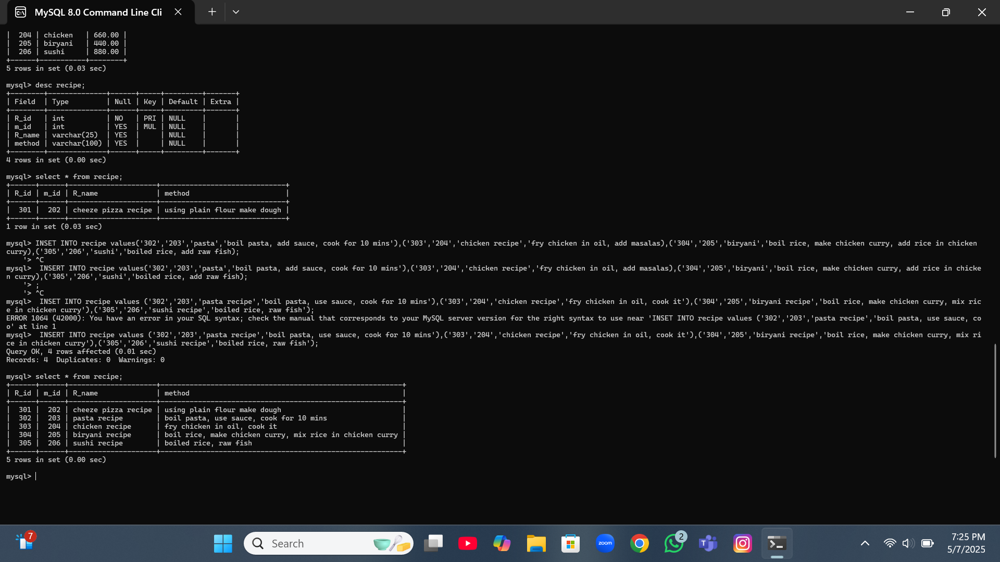 MySQL 8.0 Command Line Cli
|  204 | chicken   | 660.00 |
|  205 | biryani   | 440.00 |
|  206 | sushi     | 880.00 |
+------+-----------+--------+
5 rows in set (0.03 sec)
mysql> desc recipe;
+--------+--------------+------+-----+---------+-------+
| Field  | Type         | Null | Key | Default | Extra |
+--------+--------------+------+-----+---------+-------+
| R_id   | int          | NO   | PRI | NULL    |       |
| m_id   | int          | YES  | MUL | NULL    |       |
| R_name | varchar(25)  | YES  |     | NULL    |       |
| method | varchar(100) | YES  |     | NULL    |       |
+--------+--------------+------+-----+---------+-------+
4 rows in set (0.00 sec)
mysql> select * from recipe;
+------+------+---------------------+------------------------------+
| R_id | m_id | R_name              | method                       |
+------+------+---------------------+------------------------------+
|  301 |  202 | cheeze pizza recipe | using plain flour make dough |
+------+------+---------------------+------------------------------+
1 row in set (0.03 sec)
mysql> INSET INTO recipe values('302','203','pasta','boil pasta, add sauce, cook for 10 mins'),('303','204','chicken recipe','fry chicken in oil, add masalas),('304','205','biryani','boil rice, make chicken curry, add rice in chicken
curry),('305','206','sushi','boiled rice, add raw fish);
    '> ^C
mysql>  INSERT INTO recipe values('302','203','pasta','boil pasta, add sauce, cook for 10 mins'),('303','204','chicken recipe','fry chicken in oil, add masalas),('304','205','biryani','boil rice, make chicken curry, add rice in chicke
n curry),('305','206','sushi','boiled rice, add raw fish);
    '> ;
    '> ^C
mysql>  INSET INTO recipe values ('302','203','pasta recipe','boil pasta, use sauce, cook for 10 mins'),('303','204','chicken recipe','fry chicken in oil, cook it'),('304','205','biryani recipe','boil rice, make chicken curry, mix ric
e in chicken curry'),('305','206','sushi recipe','boiled rice, raw fish');
ERROR 1064 (42000): You have an error in your SQL syntax; check the manual that corresponds to your MySQL server version for the right syntax to use near 'INSET INTO recipe values ('302','203','pasta recipe','boil pasta, use sauce, co
o' at line 1
mysql>  INSERT INTO recipe values ('302','203','pasta recipe','boil pasta, use sauce, cook for 10 mins'),('303','204','chicken recipe','fry chicken in oil, cook it'),('304','205','biryani recipe','boil rice, make chicken curry, mix ri
ce in chicken curry'),('305','206','sushi recipe','boiled rice, raw fish');
Query OK, 4 rows affected (0.01 sec)
Records: 4  Duplicates: 0  Warnings: 0
mysql> select * from recipe;
+------+------+---------------------+----------------------------------------------------------+
| R_id | m_id | R_name              | method                                                   |
+------+------+---------------------+----------------------------------------------------------+
|  301 |  202 | cheeze pizza recipe | using plain flour make dough                             |
|  302 |  203 | pasta recipe        | boil pasta, use sauce, cook for 10 mins                  |
|  303 |  204 | chicken recipe      | fry chicken in oil, cook it                              |
|  304 |  205 | biryani recipe      | boil rice, make chicken curry, mix rice in chicken curry |
|  305 |  206 | sushi recipe        | boiled rice, raw fish                                    |
+------+------+---------------------+----------------------------------------------------------+
5 rows in set (0.00 sec)
mysql>
7
Search
zoom
2
7:25 PM
5/7/2025